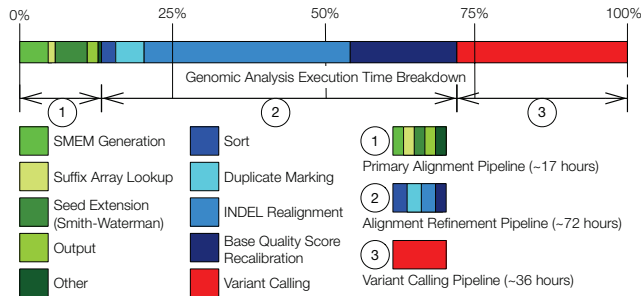 0% 25% 50% 75% 100%
Genomic Analysis Execution Time Breakdown
1 2 3
SMEM Generation
Suffix Array Lookup
Seed Extension
(Smith-Waterman)
Output
Other
Sort
Duplicate Marking
INDEL Realignment
Base Quality Score
Recalibration
Variant Calling
1
Primary Alignment Pipeline (~17 hours)
2
Alignment Refinement Pipeline (~72 hours)
3
Variant Calling Pipeline (~36 hours)